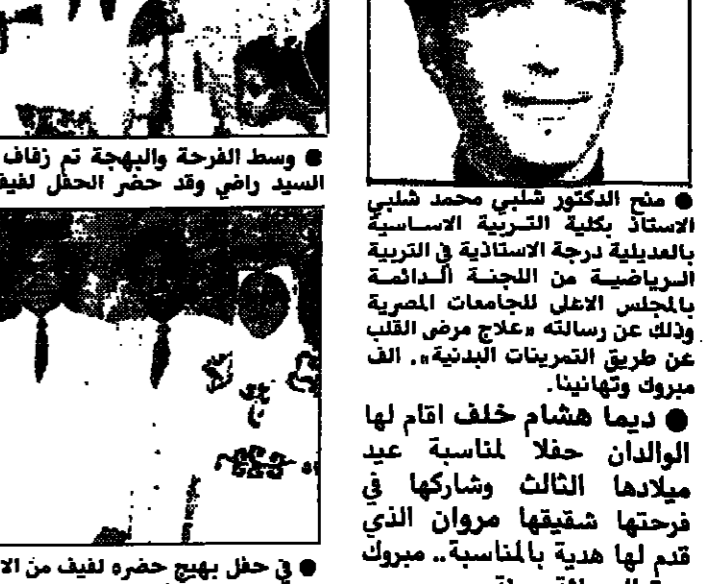 ● منح الدكتور شلبي محمد شلبي
الاستاذ بكلية التربية الاساسية
بالعديلية درجة الاستاذية في التربية
الرياضية من اللجنة الدائمة
بالمجلس الاعلى للجامعات المصرية
وذلك عن رسالته «علاج مرضى القلب
عن طريق التمرينات البدنية». الف
مبروك وتهانينا.
● ديما هشام خلف اقام لها
الوالدان حفلا لمناسبة عيد
ميلادها الثالث وشاركها في
فرحتها شقيقها مروان الذي
قدم لها هدية بالمناسبة.. مبروك
● وسط الفرحة والبهجة تم زفاف
السيد راضي وقد حضر الحفل لفيف
● في حفل بهيج حضره لفيف من الا